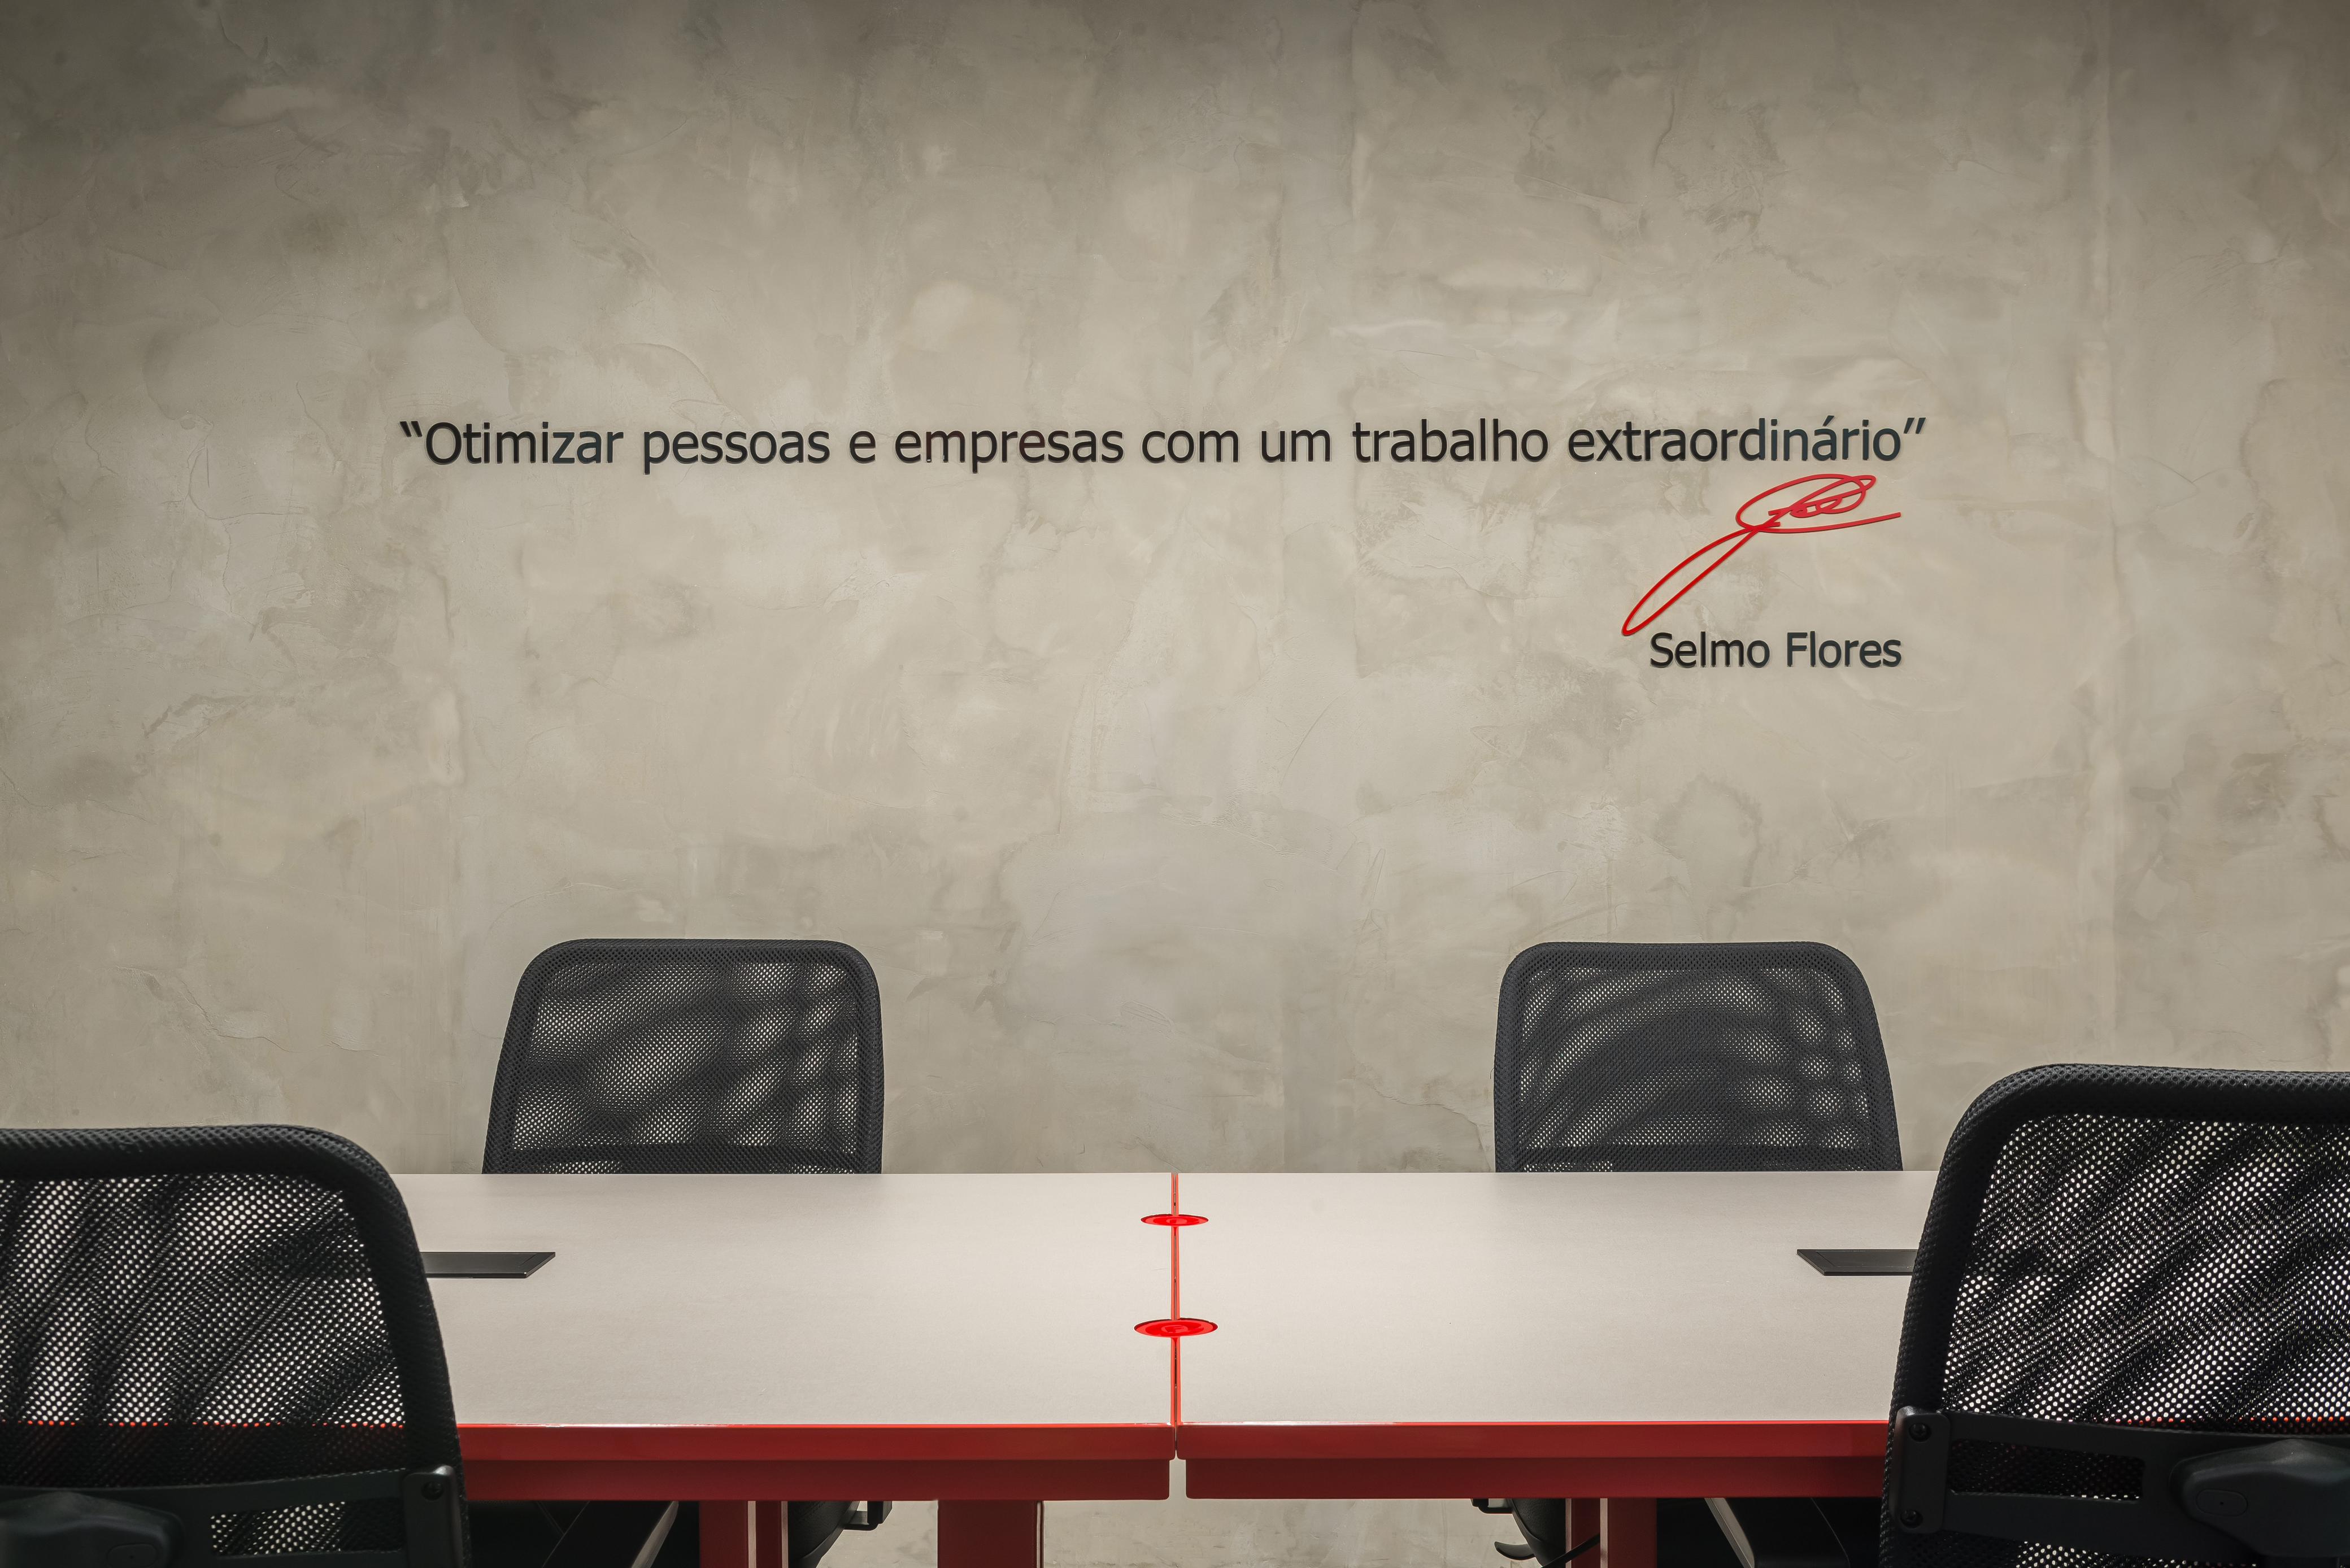 “Otimizar pessoas e empresas com um trabalho extraordinário”
Selmo Flores